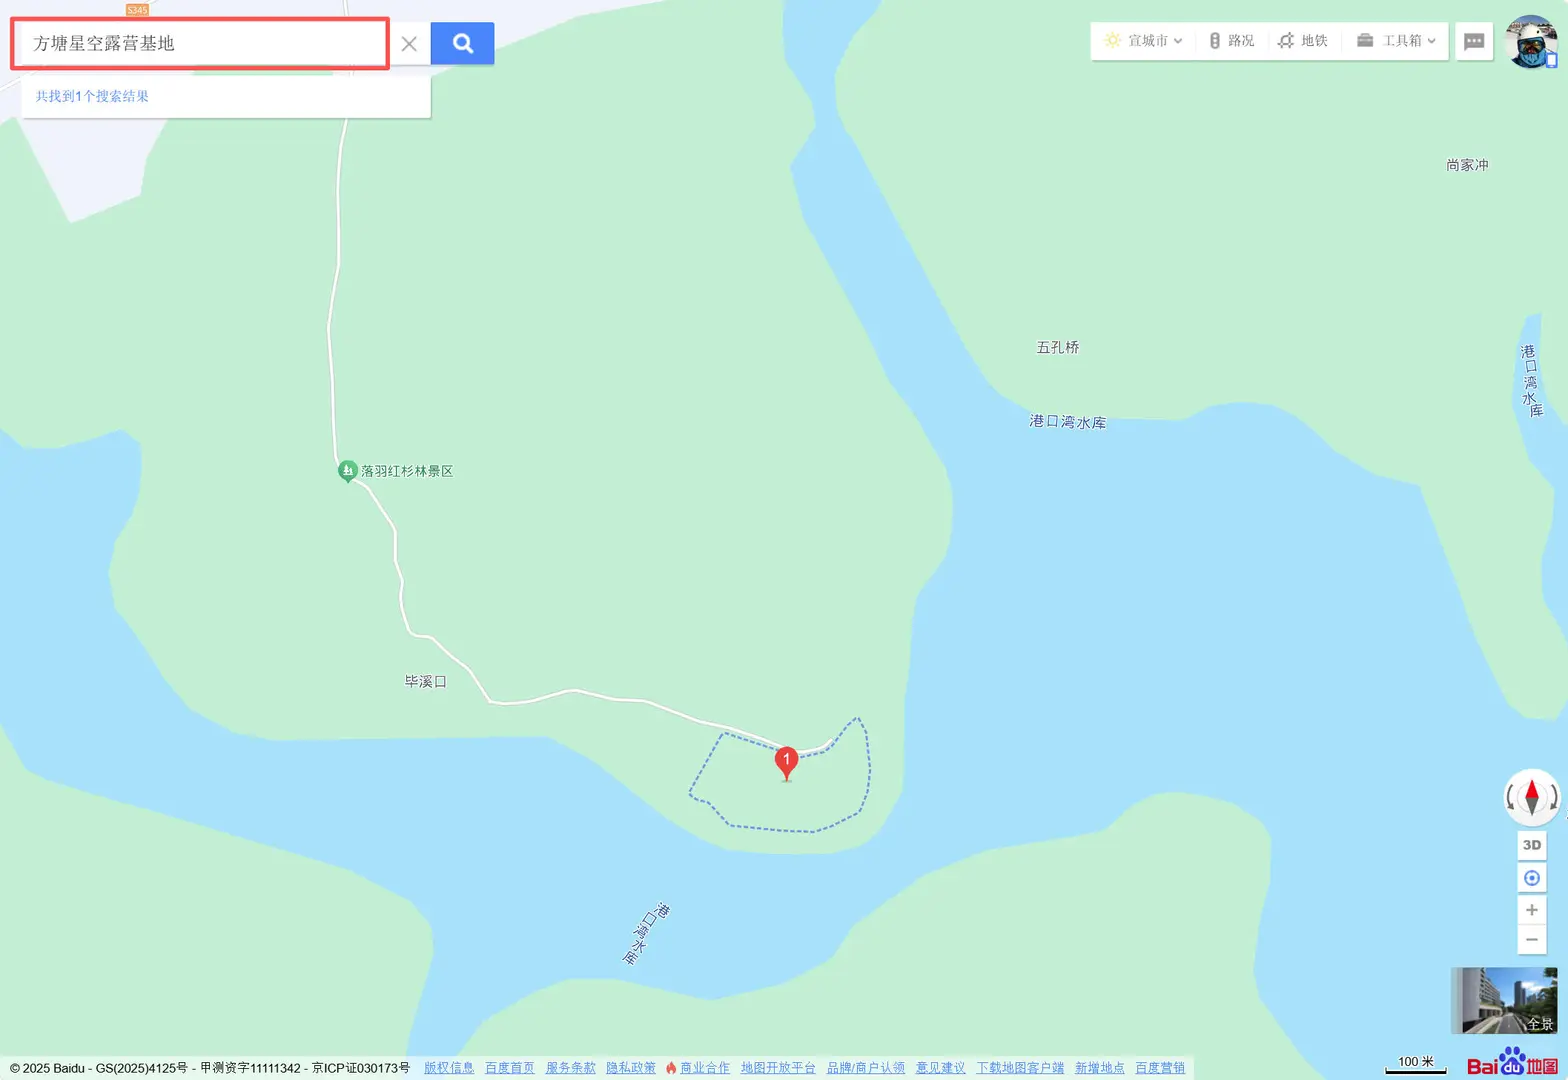 S345
方塘星空露营基地
共找到1个搜索结果
宣城市
路况
地铁
工具箱
尚家冲
五孔桥
港口湾水库
港口湾水库
落羽红杉林景区
毕溪口
1
港口湾水库
3D
全景
100 米
Bai du 地图
© 2025 Baidu - GS(2025)4125号 - 甲测资字11111342 - 京ICP证030173号 版权信息 百度首页 服务条款 隐私政策 商业合作 地图开放平台 品牌/商户认领 意见建议 下载地图客户端 新增地点 百度营销